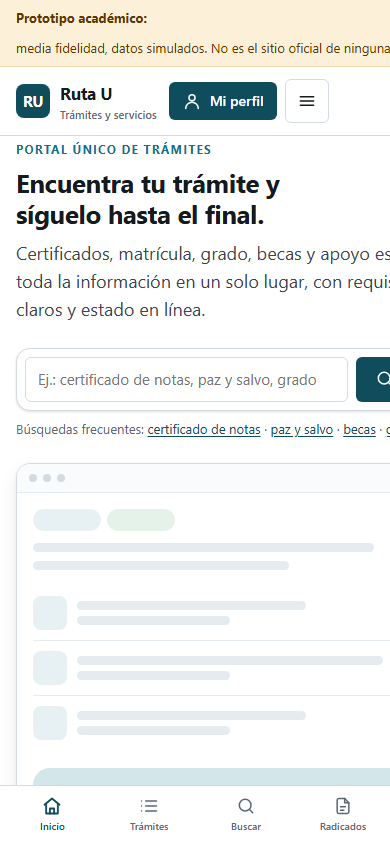 Prototipo académico:
media fidelidad, datos simulados. No es el sitio oficial de ninguna
RU
Ruta U
Trámites y servicios
Mi perfil
PORTAL ÚNICO DE TRÁMITES
Encuentra tu trámite y
síguelo hasta el final.
Certificados, matrícula, grado, becas y apoyo es
toda la información en un solo lugar, con requis
claros y estado en línea.
Ej.: certificado de notas, paz y salvo, grado
Búsquedas frecuentes: certificado de notas · paz y salvo · becas ·
Inicio
Trámites
Buscar
Radicados